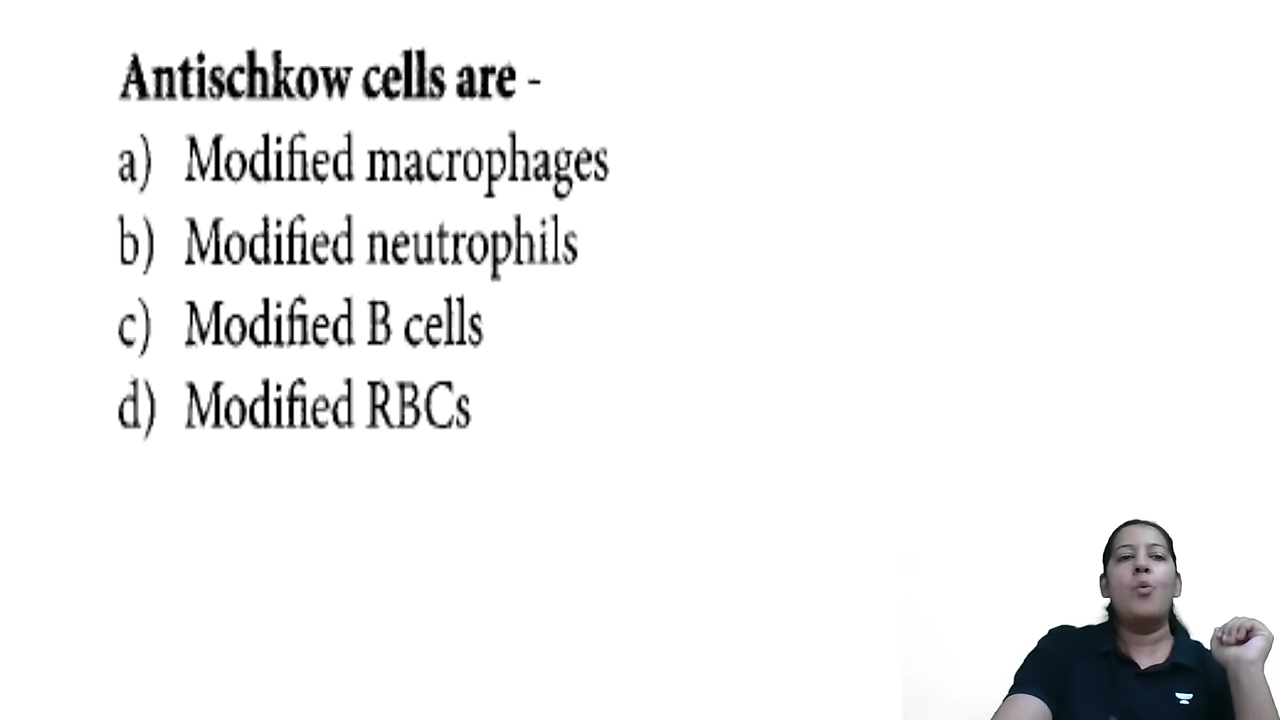 Antischkow cells are -
a) Modified macrophages
b) Modified neutrophils
c) Modified B cells
d) Modified RBCs